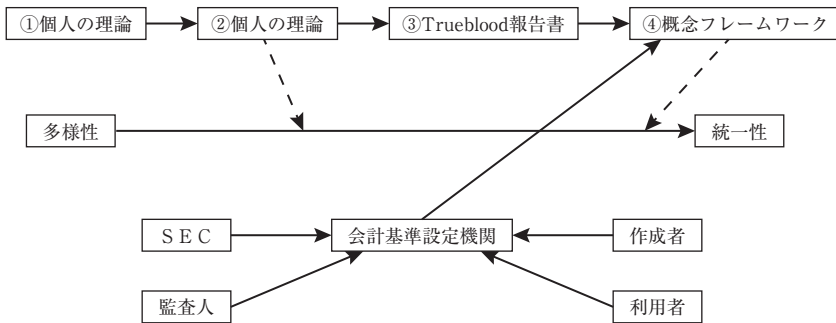 ①個人の理論
②個人の理論
③Trueblood報告書
④概念フレームワーク
多様性
統一性
ＳＥＣ
会計基準設定機関
作成者
監査人
利用者